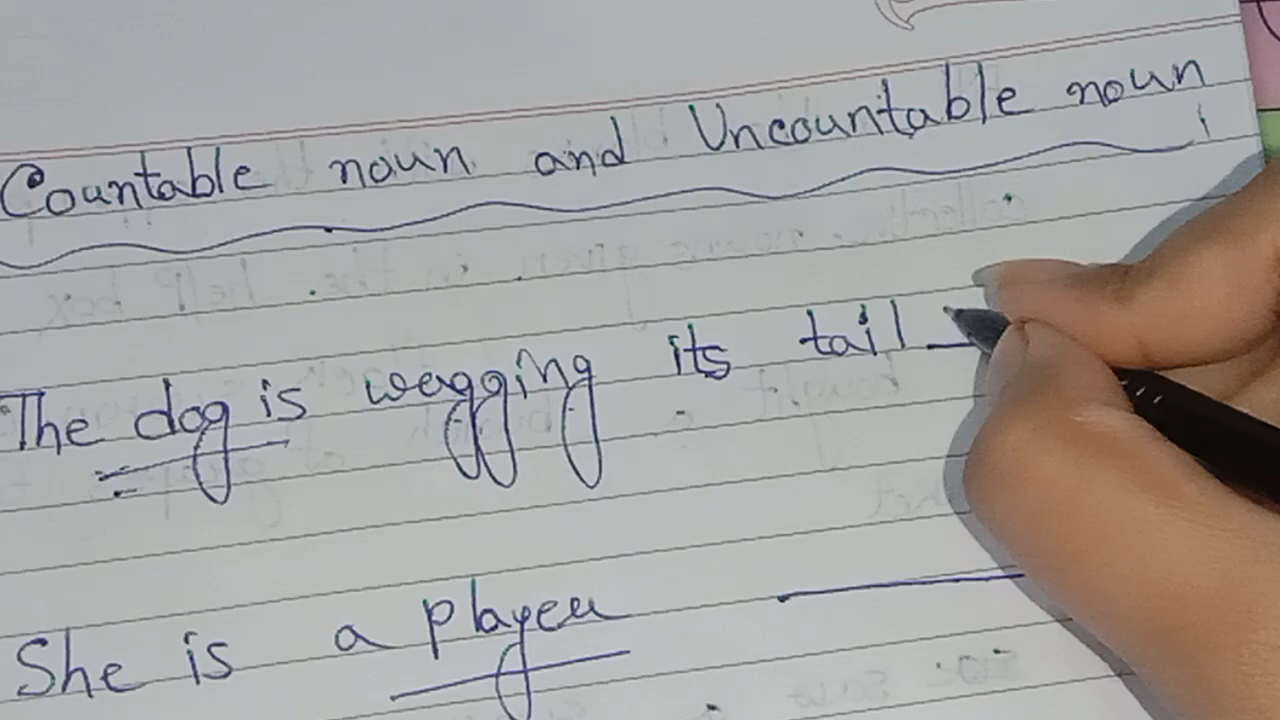 Countable noun and Uncountable noun
The dog is wagging its tail
She is a player